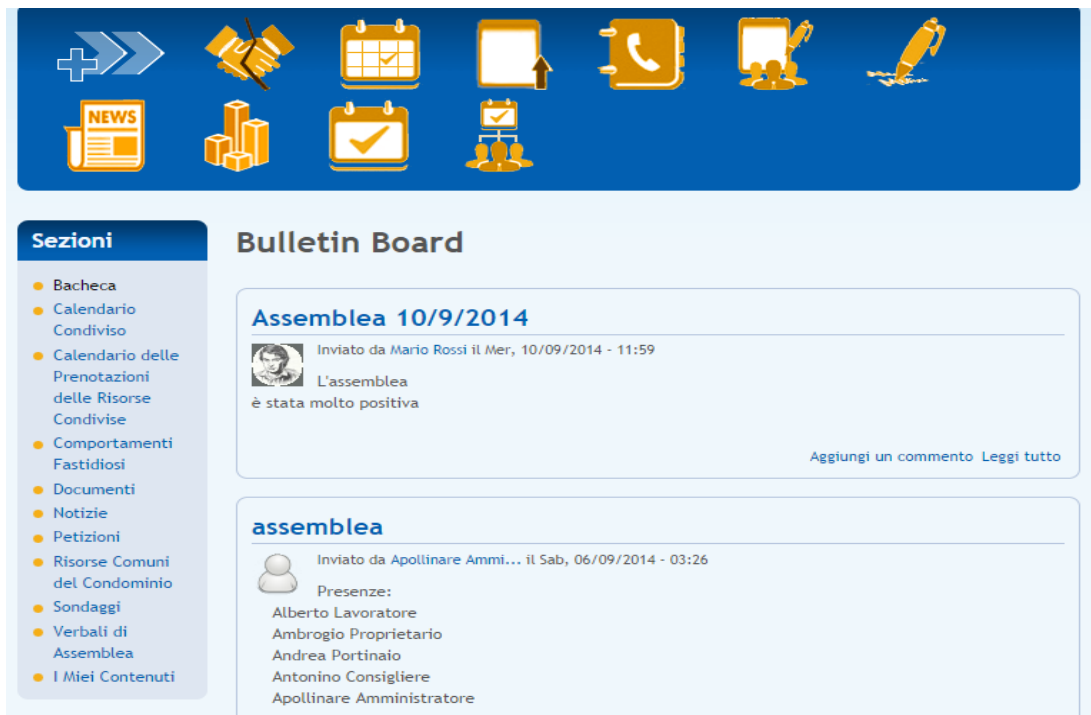 NEWS
Sezioni
Bacheca
Calendario
Condiviso
Calendario delle
Prenotazioni
delle Risorse
Condivise
Comportamenti
Fastidiosi
Documenti
Notizie
Petizioni
Risorse Comuni
del Condominio
Sondaggi
Verbali di
Assemblea
I Miei Contenuti
Bulletin Board
Assemblea 10/9/2014
Inviato da Mario Rossi il Mer, 10/09/2014 - 11:59
L'assemblea
è stata molto positiva
Aggiungi un commento Leggi tutto
assemblea
Inviato da Apollinare Ammi... il Sab, 06/09/2014 - 03:26
Presenze:
Alberto Lavoratore
Ambrogio Proprietario
Andrea Portinaio
Antonino Consigliere
Apollinare Amministratore